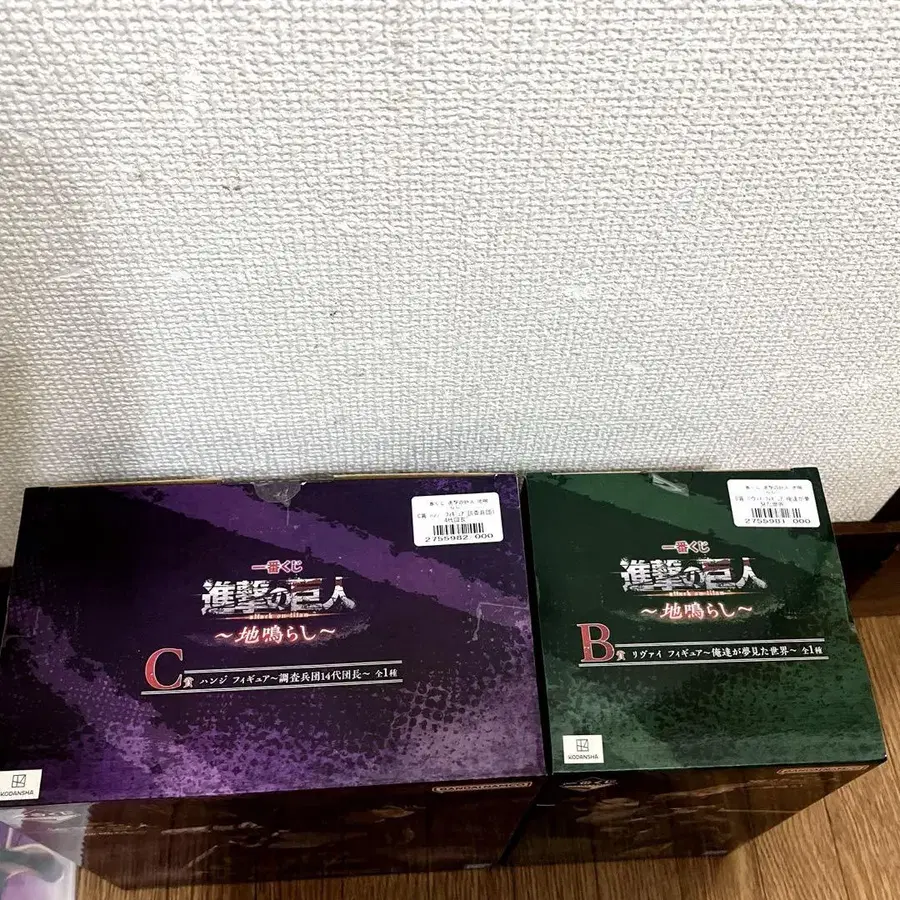 2755982 000
一番くじ
進撃の巨人
attack on titan
～地鳴らし～
C賞 ハンジ フィギュア～調査兵団14代団長～ 全1種
KODANSHA
BANDAI NAMCO
2755981 000
一番くじ
進撃の巨人
attack on titan
～地鳴らし～
B賞 リヴァイ フィギュア～俺達が夢見た世界～ 全1種
KODANSHA